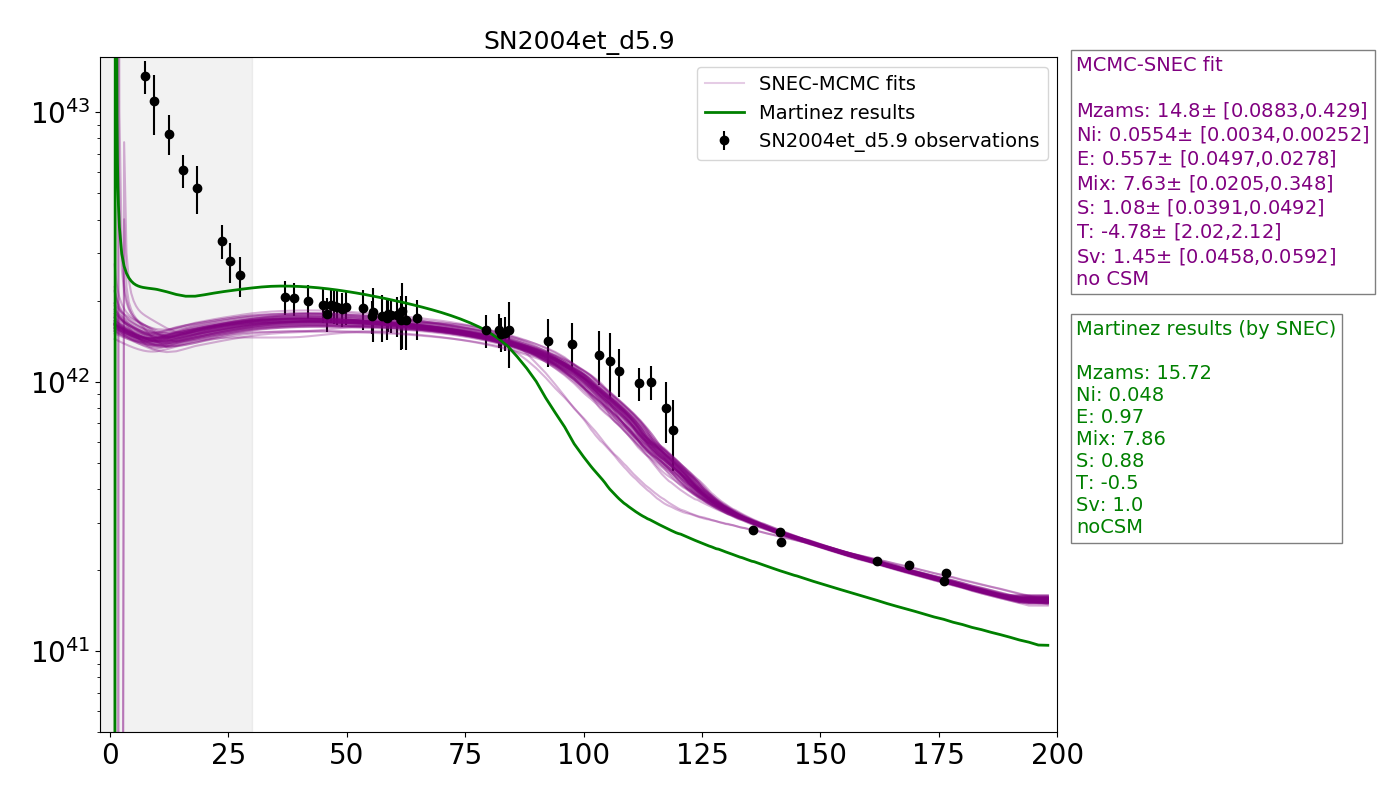 SN2004et_d5.9
10^43
10^42
10^41
0 25 50 75 100 125 150 175 200
SNEC-MCMC fits
Martinez results
SN2004et_d5.9 observations
MCMC-SNEC fit
Mzams: 14.8± [0.0883,0.429]
Ni: 0.0554± [0.0034,0.00252]
E: 0.557± [0.0497,0.0278]
Mix: 7.63± [0.0205,0.348]
S: 1.08± [0.0391,0.0492]
T: -4.78± [2.02,2.12]
Sv: 1.45± [0.0458,0.0592]
no CSM
Martinez results (by SNEC)
Mzams: 15.72
Ni: 0.048
E: 0.97
Mix: 7.86
S: 0.88
T: -0.5
Sv: 1.0
noCSM